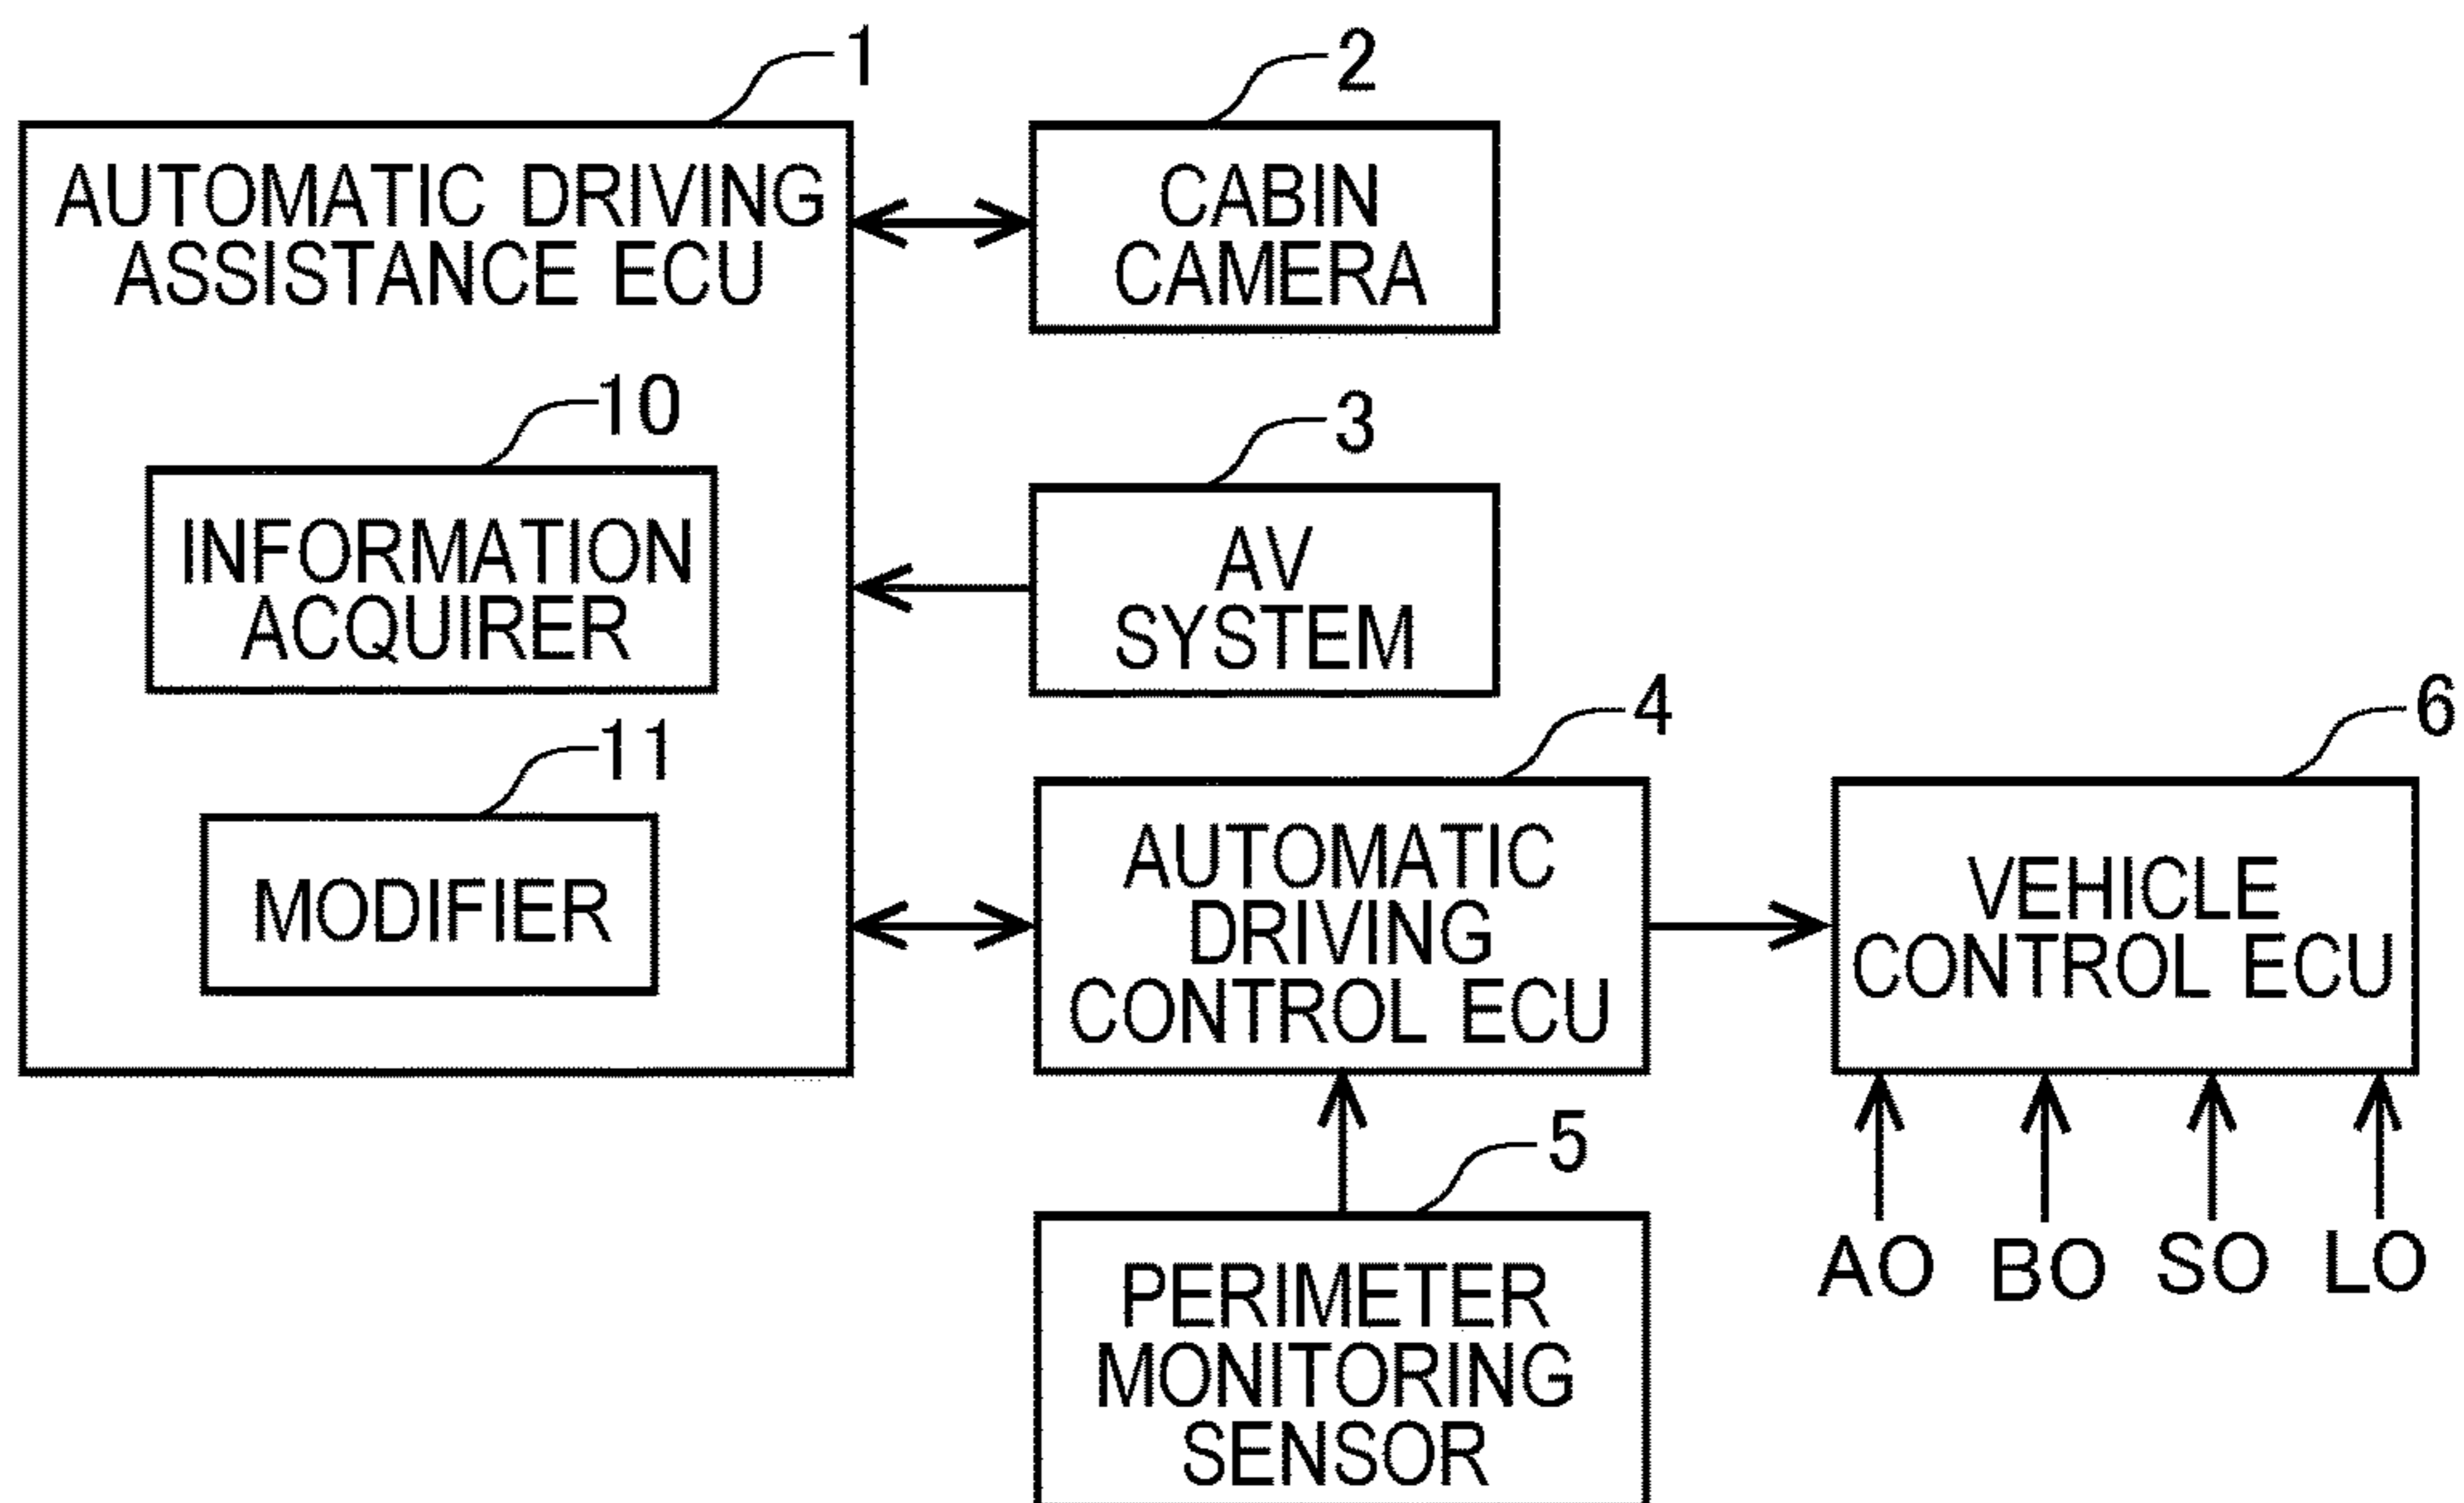 1
AUTOMATIC DRIVING
ASSISTANCE ECU
10
INFORMATION
ACQUIRER
11
MODIFIER
2
CABIN
CAMERA
3
AV
SYSTEM
4
AUTOMATIC
DRIVING
CONTROL ECU
5
PERIMETER
MONITORING
SENSOR
6
VEHICLE
CONTROL ECU
AO BO SO LO